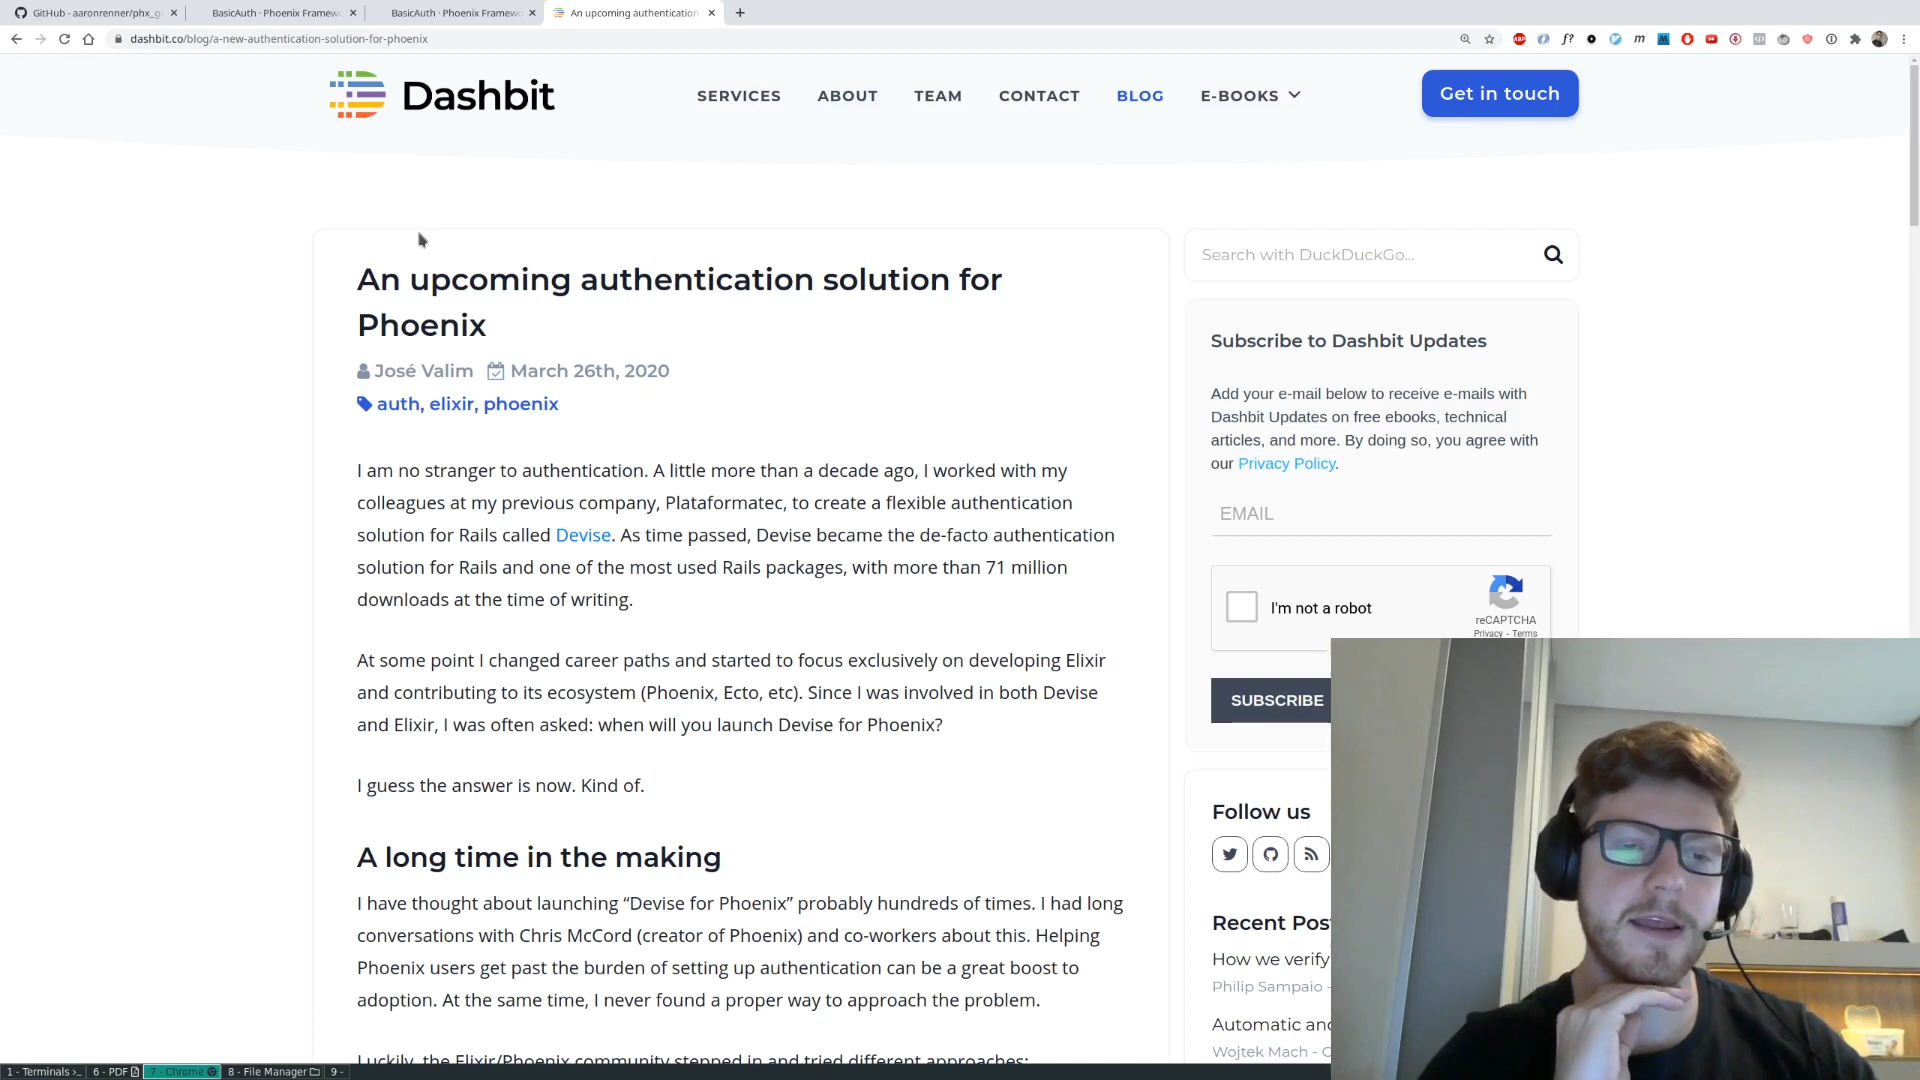 GitHub - aaronrenner/phx_g
BasicAuth · Phoenix Framew
BasicAuth · Phoenix Framew
An upcoming authentication
dashbit.co/blog/a-new-authentication-solution-for-phoenix
Dashbit
SERVICES ABOUT TEAM CONTACT BLOG E-BOOKS
Get in touch
An upcoming authentication solution for
Phoenix
José Valim March 26th, 2020
auth, elixir, phoenix
I am no stranger to authentication. A little more than a decade ago, I worked with my
colleagues at my previous company, Plataformatec, to create a flexible authentication
solution for Rails called Devise. As time passed, Devise became the de-facto authentication
solution for Rails and one of the most used Rails packages, with more than 71 million
downloads at the time of writing.
At some point I changed career paths and started to focus exclusively on developing Elixir
and contributing to its ecosystem (Phoenix, Ecto, etc). Since I was involved in both Devise
and Elixir, I was often asked: when will you launch Devise for Phoenix?
I guess the answer is now. Kind of.
A long time in the making
I have thought about launching “Devise for Phoenix” probably hundreds of times. I had long
conversations with Chris McCord (creator of Phoenix) and co-workers about this. Helping
Phoenix users get past the burden of setting up authentication can be a great boost to
adoption. At the same time, I never found a proper way to approach the problem.
Luckily, the Elixir/Phoenix community stepped in and tried different approaches:
Search with DuckDuckGo...
Subscribe to Dashbit Updates
Add your e-mail below to receive e-mails with
Dashbit Updates on free ebooks, technical
articles, and more. By doing so, you agree with
our Privacy Policy.
EMAIL
I'm not a robot
reCAPTCHA
Privacy - Terms
SUBSCRIBE
Follow us
Recent Pos
How we verify
Philip Sampaio -
Automatic and
Wojtek Mach - C
1 - Terminals >_ 6 - PDF 7 - Chrome 8 - File Manager 9 -